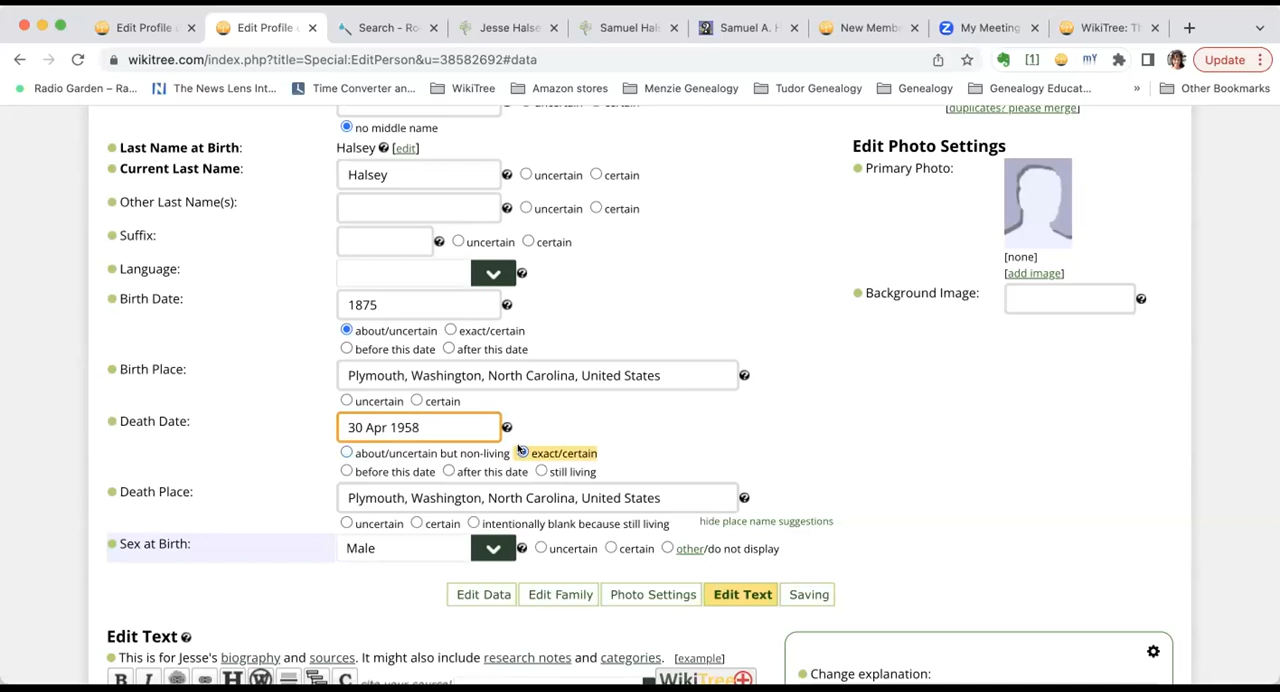 Edit Profile
Edit Profile
Search - Ro
Jesse Halse
Samuel Hals
Samuel A. H
New Memb
My Meeting
WikiTree: Th
wikitree.com/index.php?title=Special:EditPerson&u=38582692#data
[1]
mY
Update
Radio Garden – Ra...
The News Lens Int...
Time Converter an...
WikiTree
Amazon stores
Menzie Genealogy
Tudor Genealogy
Genealogy
Genealogy Educat...
»
Other Bookmarks
[duplicates? please merge]
no middle name
Last Name at Birth: Halsey [edit]
Edit Photo Settings
Current Last Name: Halsey uncertain certain
Primary Photo:
Other Last Name(s): uncertain certain
Suffix: uncertain certain
[none]
Language:
[add image]
Birth Date: 1875
Background Image:
about/uncertain exact/certain
before this date after this date
Birth Place: Plymouth, Washington, North Carolina, United States
uncertain certain
Death Date: 30 Apr 1958
about/uncertain but non-living exact/certain
before this date after this date still living
Death Place: Plymouth, Washington, North Carolina, United States
uncertain certain intentionally blank because still living hide place name suggestions
Sex at Birth: Male uncertain certain other/do not display
Edit Data Edit Family Photo Settings Edit Text Saving
Edit Text
This is for Jesse's biography and sources. It might also include research notes and categories. [example]
Change explanation:
B I H W C cite your source! WikiTree+